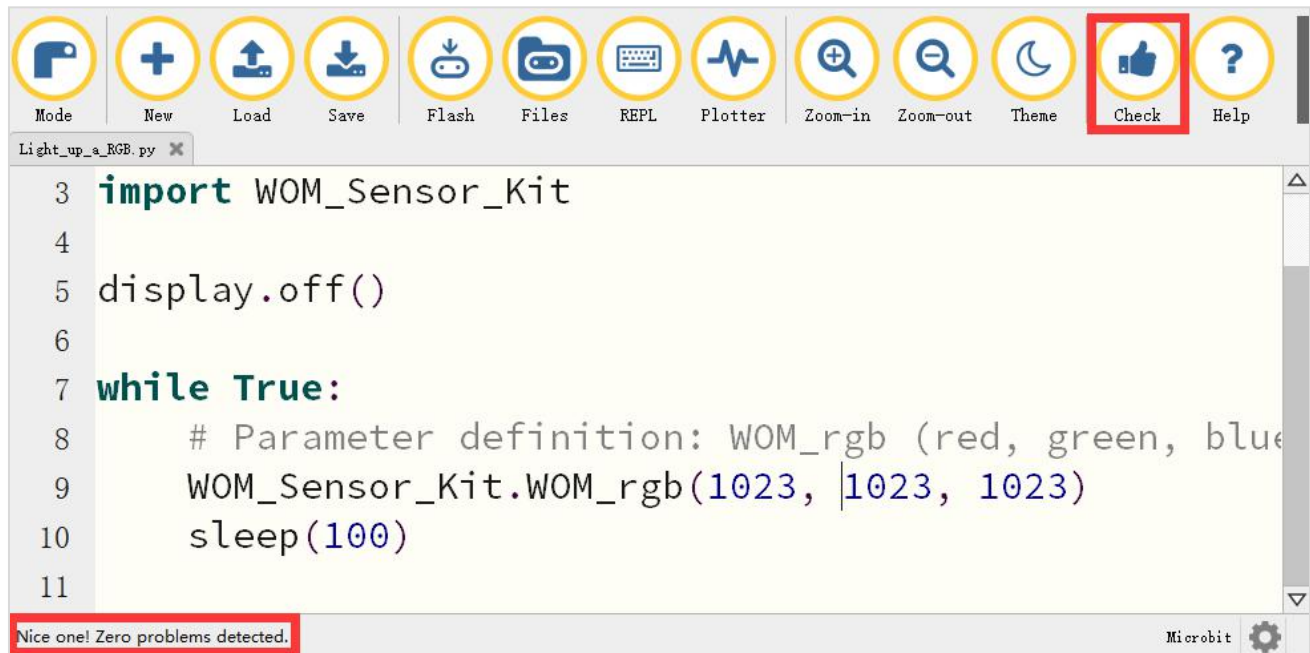 Mode New Load Save Flash Files REPL Plotter Zoom-in Zoom-out Theme Check Help
Light_up_a_RGB.py
3 import WOM_Sensor_Kit
4
5 display.off()
6
7 while True:
8 # Parameter definition: WOM_rgb (red, green, blue
9 WOM_Sensor_Kit.WOM_rgb(1023, 1023, 1023)
10 sleep(100)
11
Nice one! Zero problems detected. Microbit